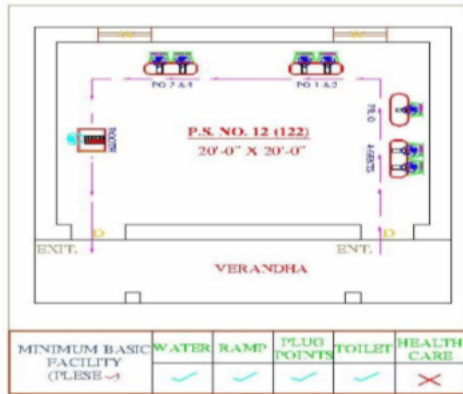 W
W
PO 3 & 4
PO 1 & 2
P.S. NO. 12 (122)
20'-0" X 20'-0"
AGENTS
D
D
EXIT.
ENT.
VERANDHA
MINIMUM BASIC
FACILITY
(PLESE ✓)
WATER
RAMP
PLUG
POINTS
TOILET
HEALTH
CARE